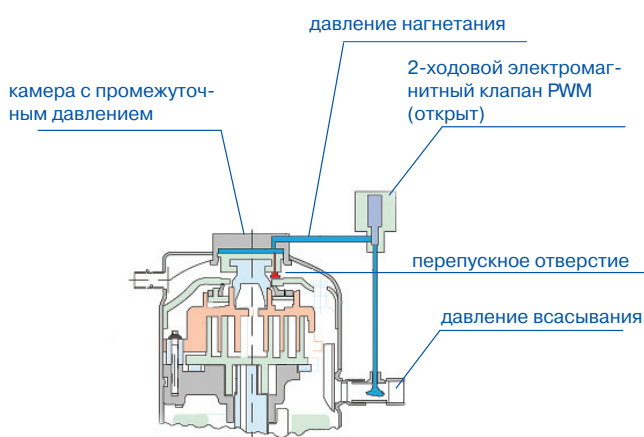 давление нагнетания
2-ходовой электромаг-
нитный клапан PWM
(открыт)
камера с промежуточ-
ным давлением
перепускное отверстие
давление всасывания